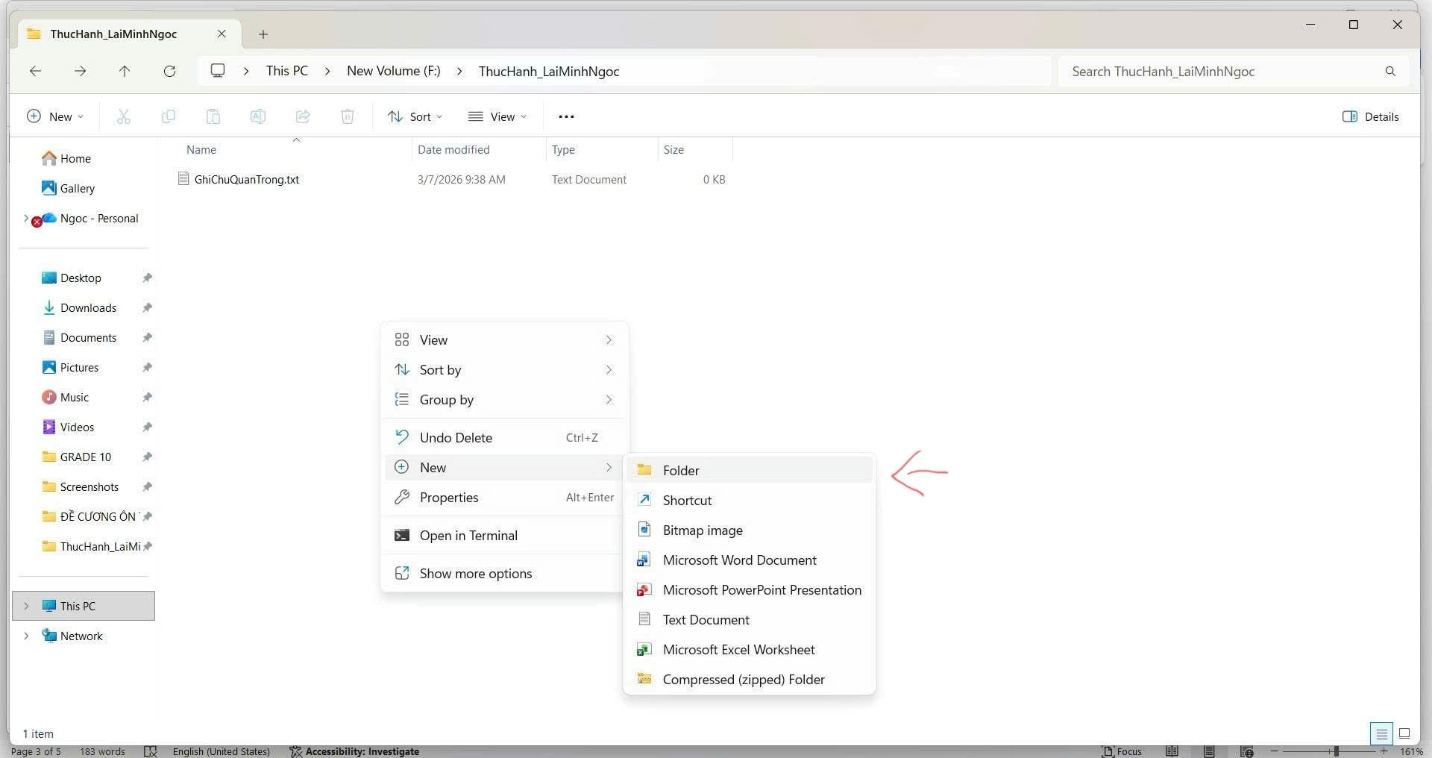 ThucHanh_LaiMinhNgoc
This PC New Volume (F:) ThucHanh_LaiMinhNgoc
Search ThucHanh_LaiMinhNgoc
New Sort View Details
Name Date modified Type Size
GhiChuQuanTrong.txt 3/7/2026 9:38 AM Text Document 0 KB
Home
Gallery
Ngoc - Personal
Desktop
Downloads
Documents
Pictures
Music
Videos
GRADE 10
Screenshots
ĐỀ CƯƠNG ÔN
ThucHanh_LaiMi
This PC
Network
View
Sort by
Group by
Undo Delete Ctrl+Z
New
Properties Alt+Enter
Open in Terminal
Show more options
Folder
Shortcut
Bitmap image
Microsoft Word Document
Microsoft PowerPoint Presentation
Text Document
Microsoft Excel Worksheet
Compressed (zipped) Folder
1 item
Page 3 of 5 183 words English (United States) Accessibility: Investigate Focus 161%